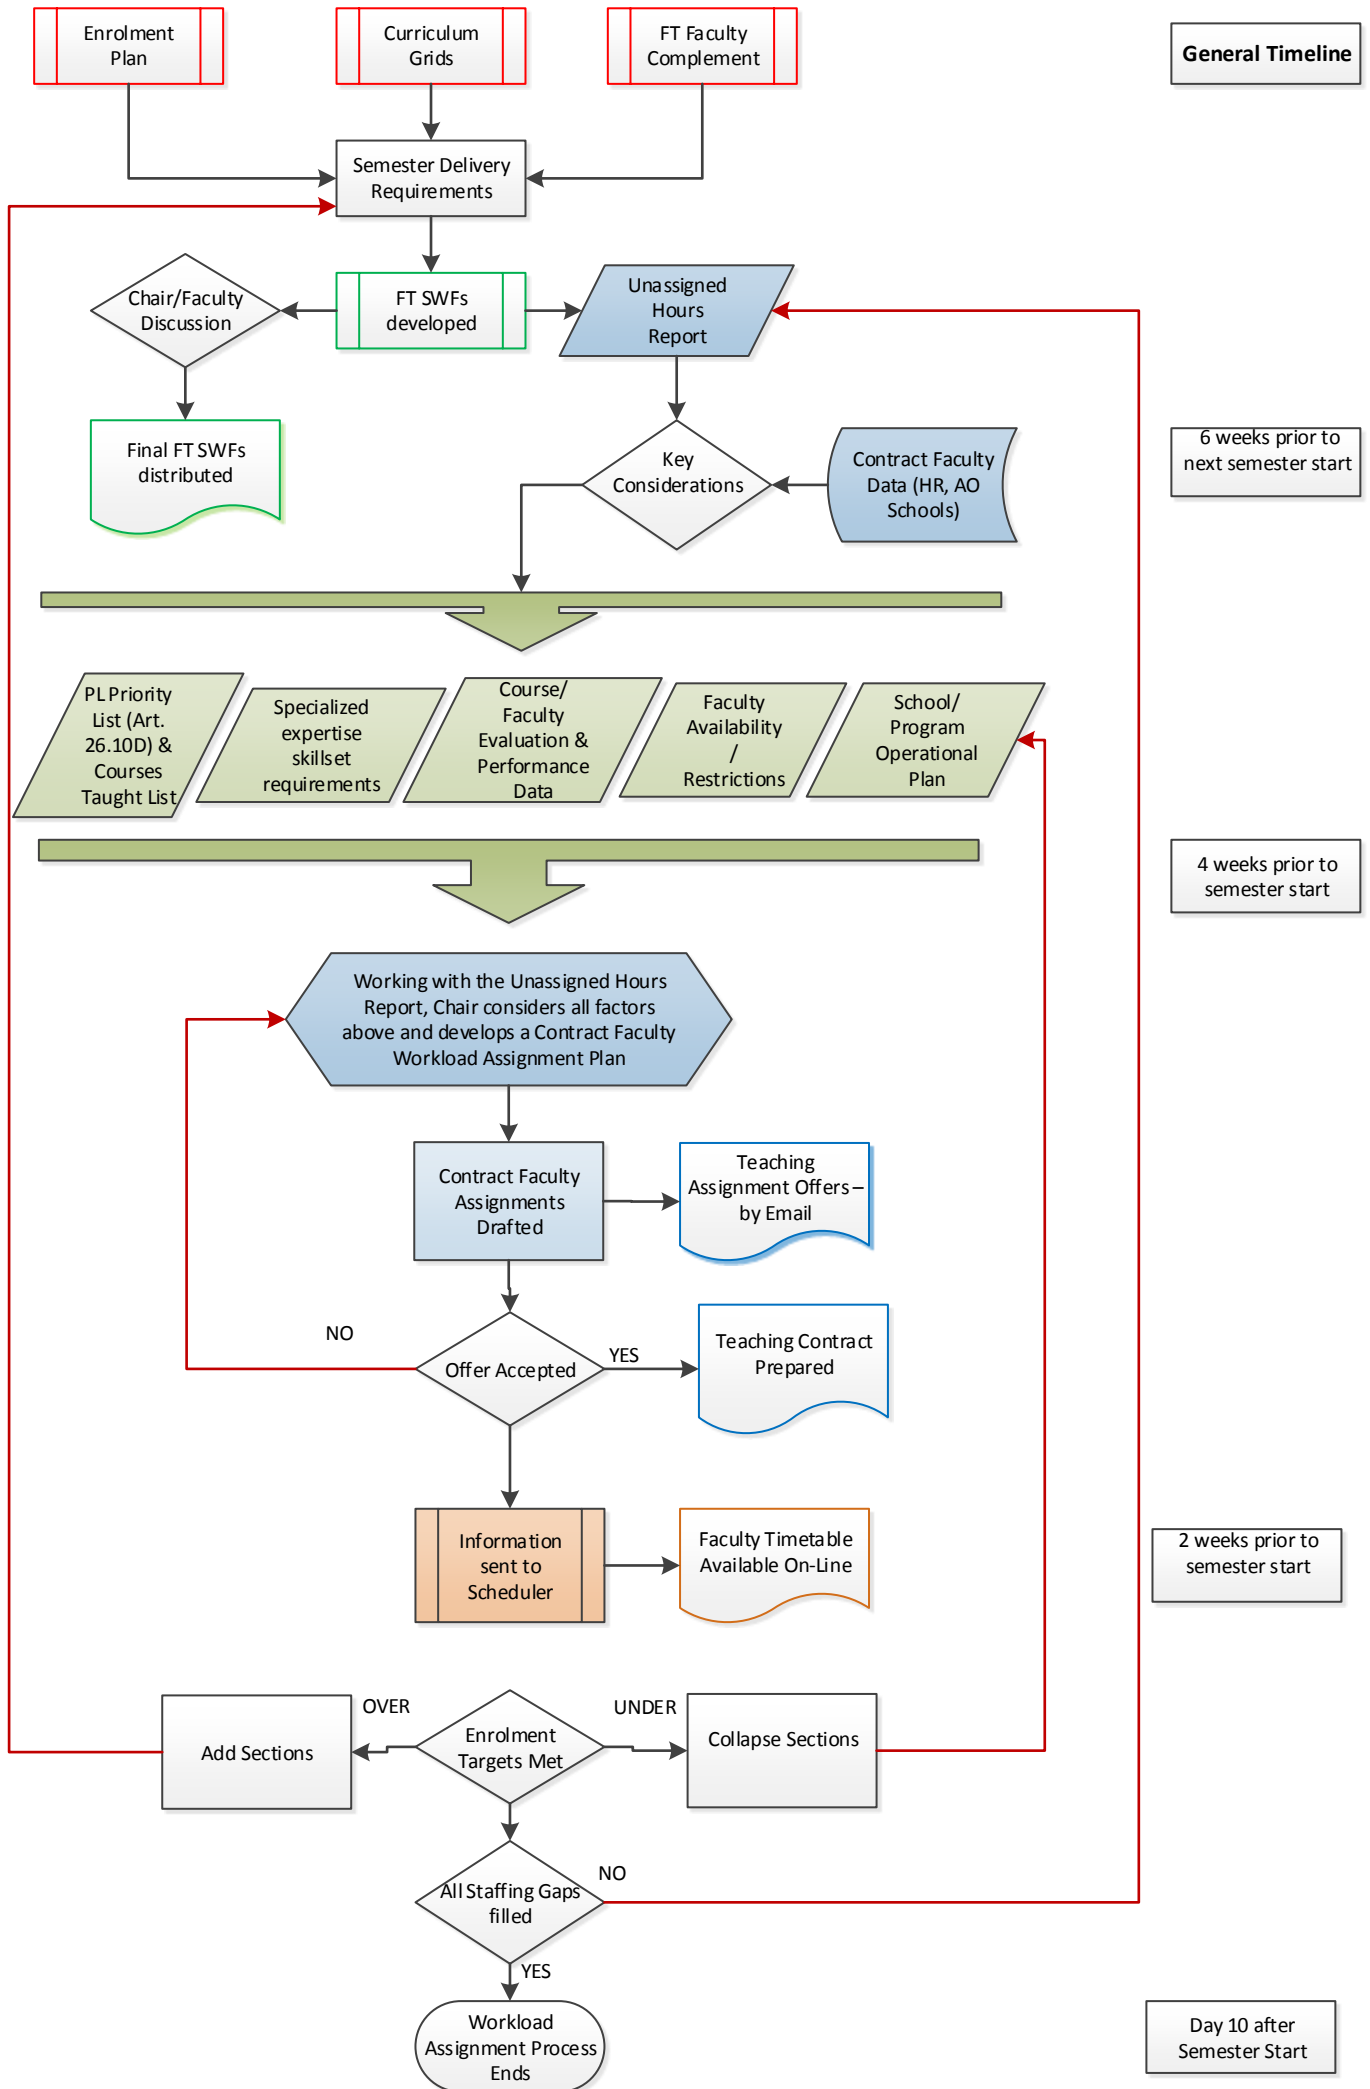 Enrolment
Plan
Curriculum
Grids
FT Faculty
Complement
General Timeline
Semester Delivery
Requirements
Chair/Faculty
Discussion
FT SWFs
developed
Unassigned
Hours
Report
Final FT SWFs
distributed
Key
Considerations
Contract Faculty
Data (HR, AO
Schools)
6 weeks prior to
next semester start
PL Priority
List (Art.
26.10D) &
Courses
Taught List
Specialized
expertise
skillset
requirements
Course/
Faculty
Evaluation &
Performance
Data
Faculty
Availability
/
Restrictions
School/
Program
Operational
Plan
4 weeks prior to
semester start
Working with the Unassigned Hours
Report, Chair considers all factors
above and develops a Contract Faculty
Workload Assignment Plan
Contract Faculty
Assignments
Drafted
Teaching
Assignment Offers –
by Email
NO
Offer Accepted
YES
Teaching Contract
Prepared
Information
sent to
Scheduler
Faculty Timetable
Available On-Line
2 weeks prior to
semester start
Add Sections
OVER
Enrolment
Targets Met
UNDER
Collapse Sections
All Staffing Gaps
filled
NO
YES
Workload
Assignment Process
Ends
Day 10 after
Semester Start